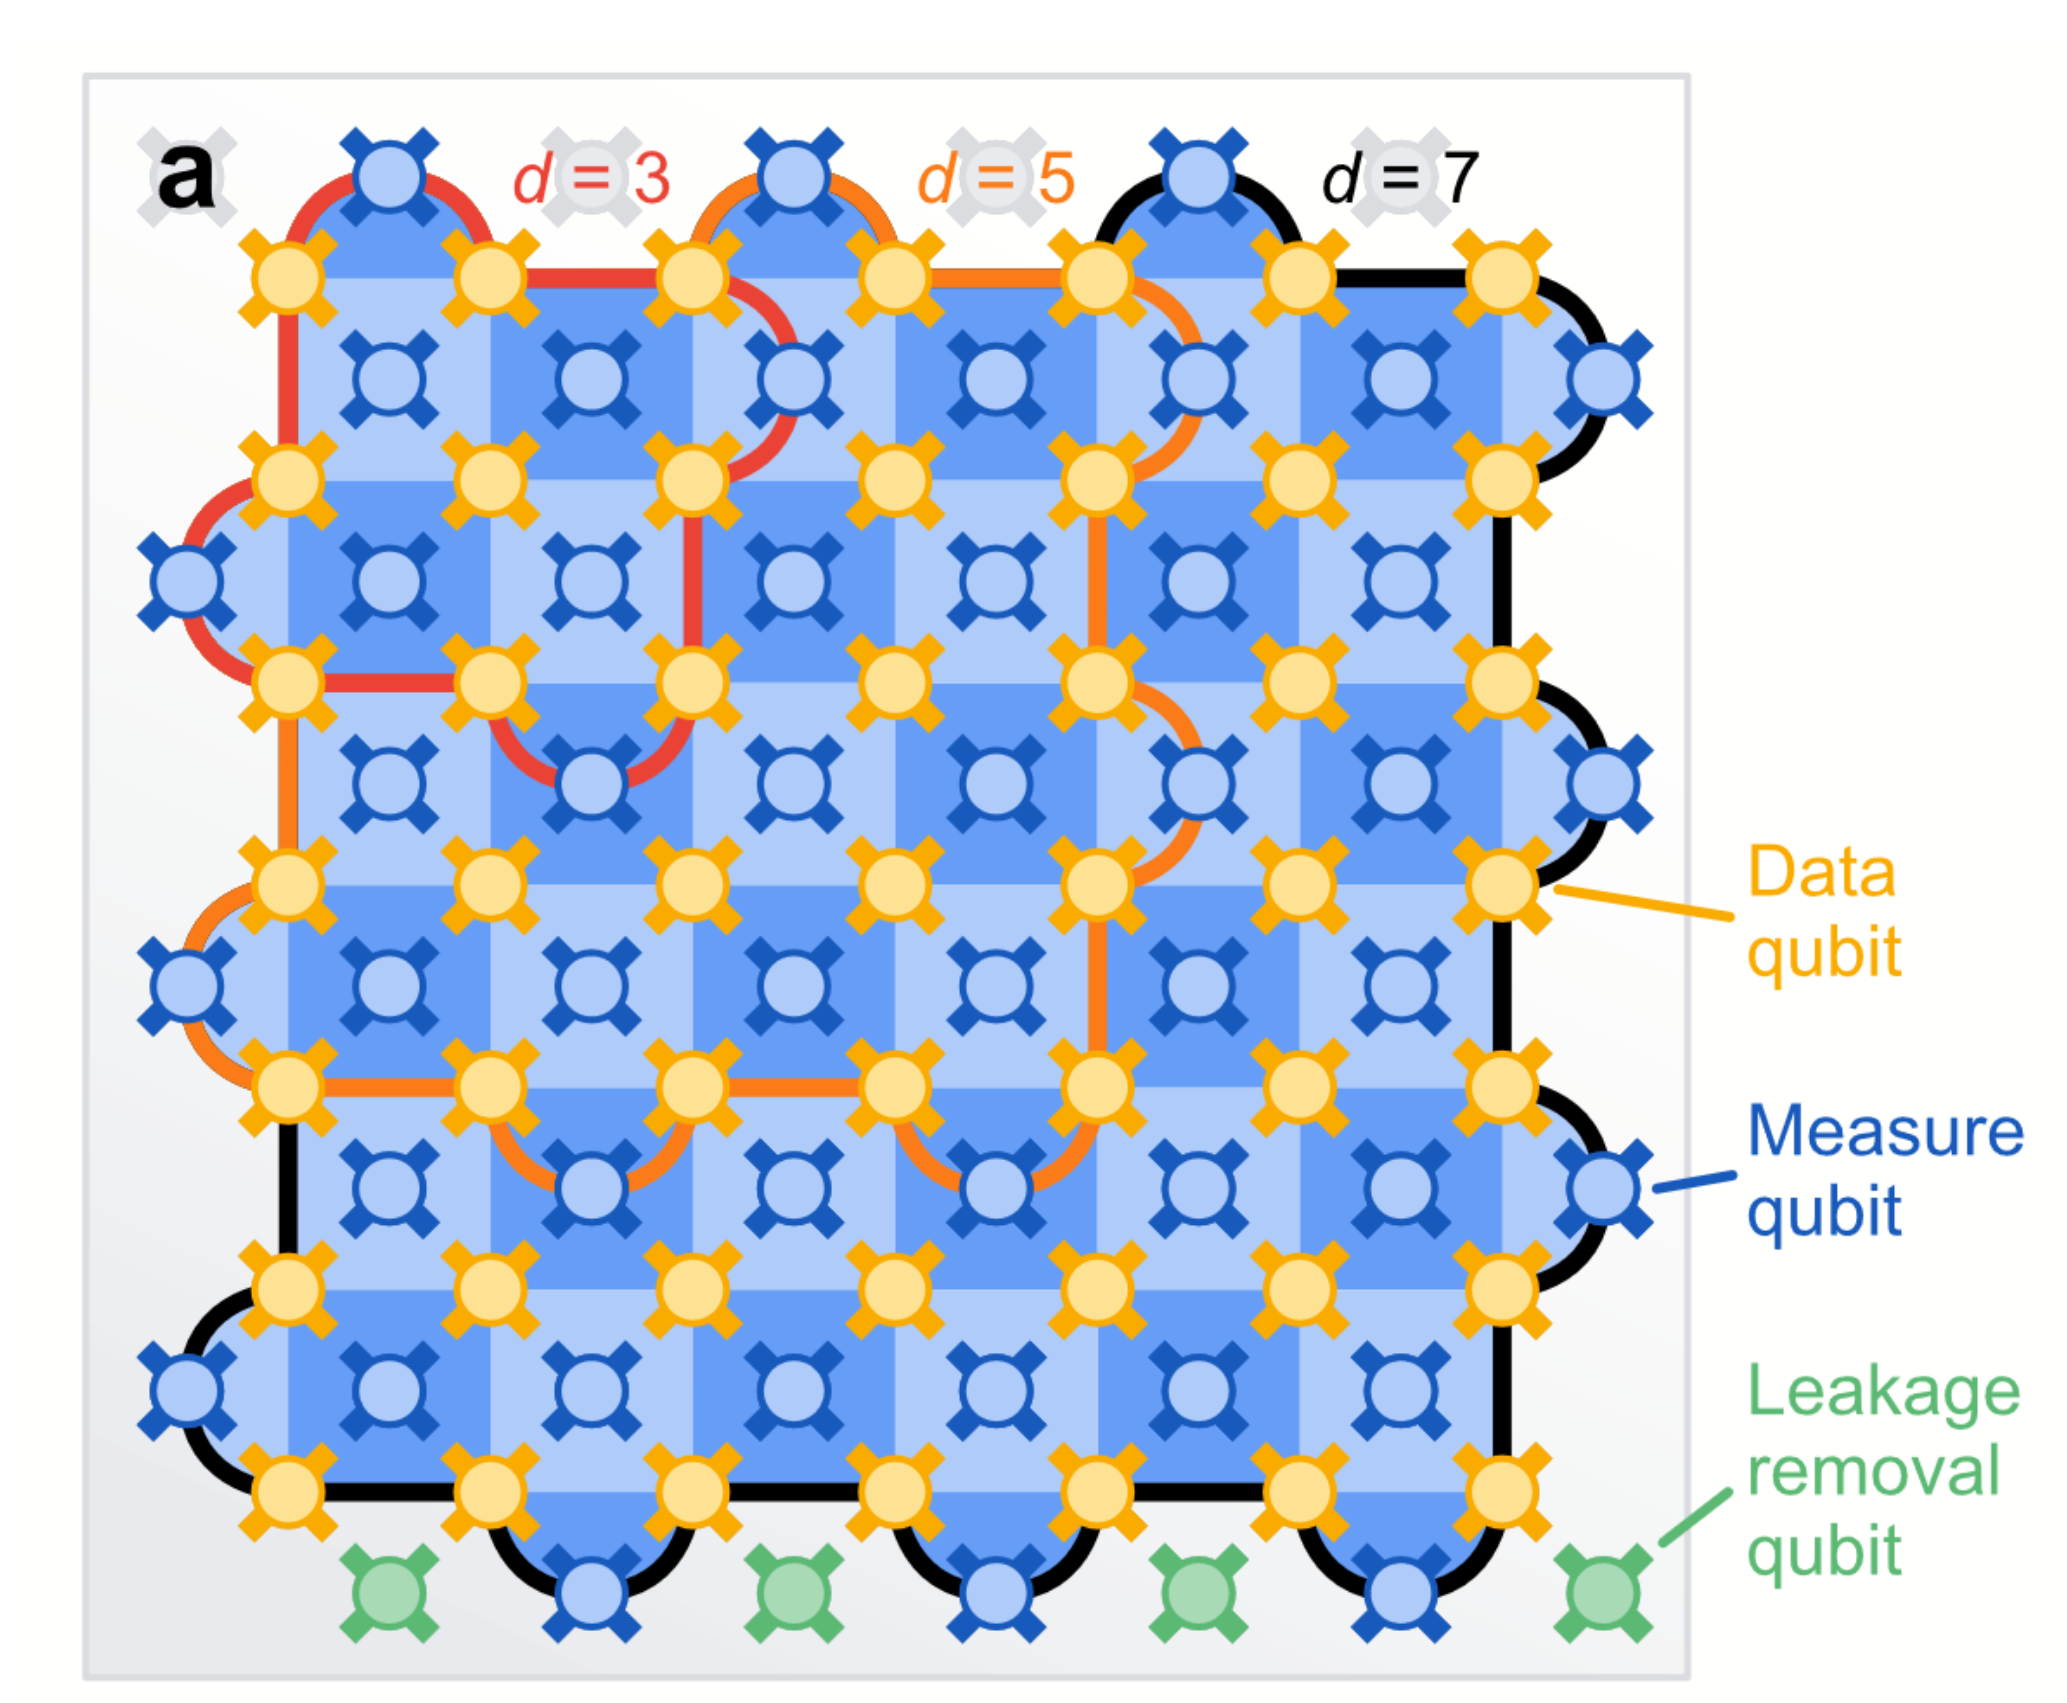 a
d = 3
d = 5
d = 7
Data
qubit
Measure
qubit
Leakage
removal
qubit